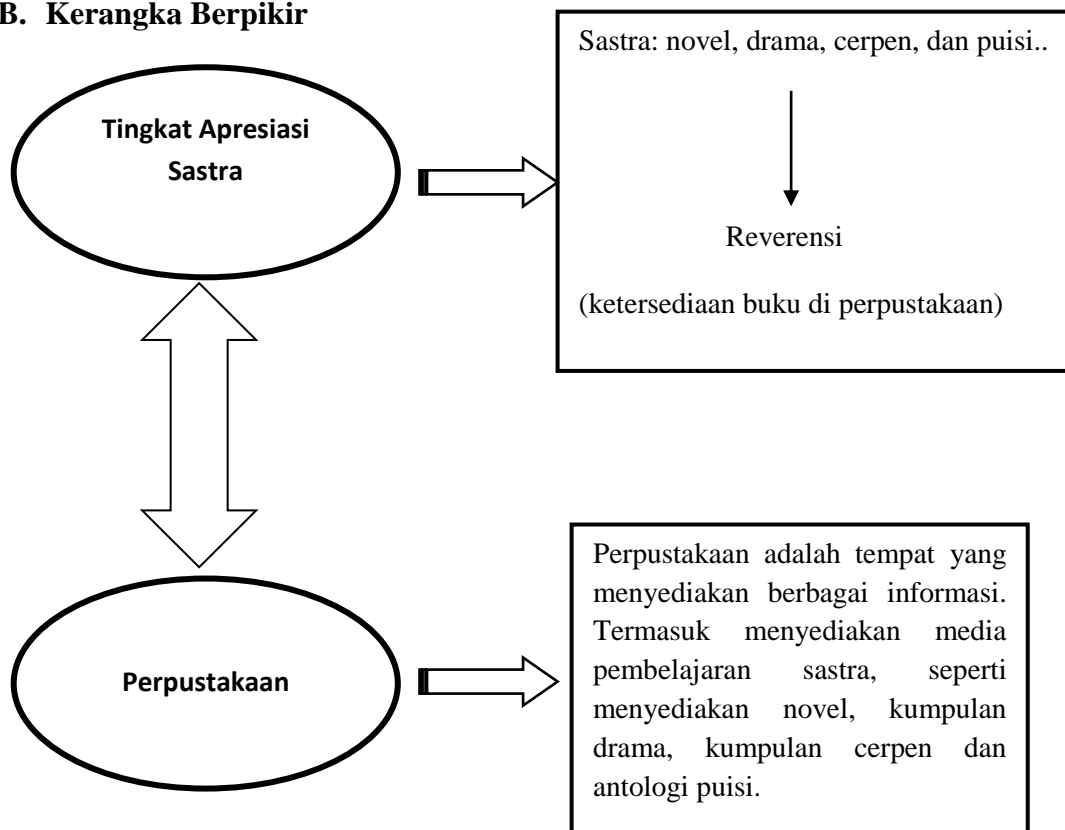 B. Kerangka Berpikir
Tingkat Apresiasi
Sastra
Sastra: novel, drama, cerpen, dan puisi..
Reverensi
(ketersediaan buku di perpustakaan)
Perpustakaan
Perpustakaan adalah tempat yang
menyediakan berbagai informasi.
Termasuk menyediakan media
pembelajaran sastra, seperti
menyediakan novel, kumpulan
drama, kumpulan cerpen dan
antologi puisi.